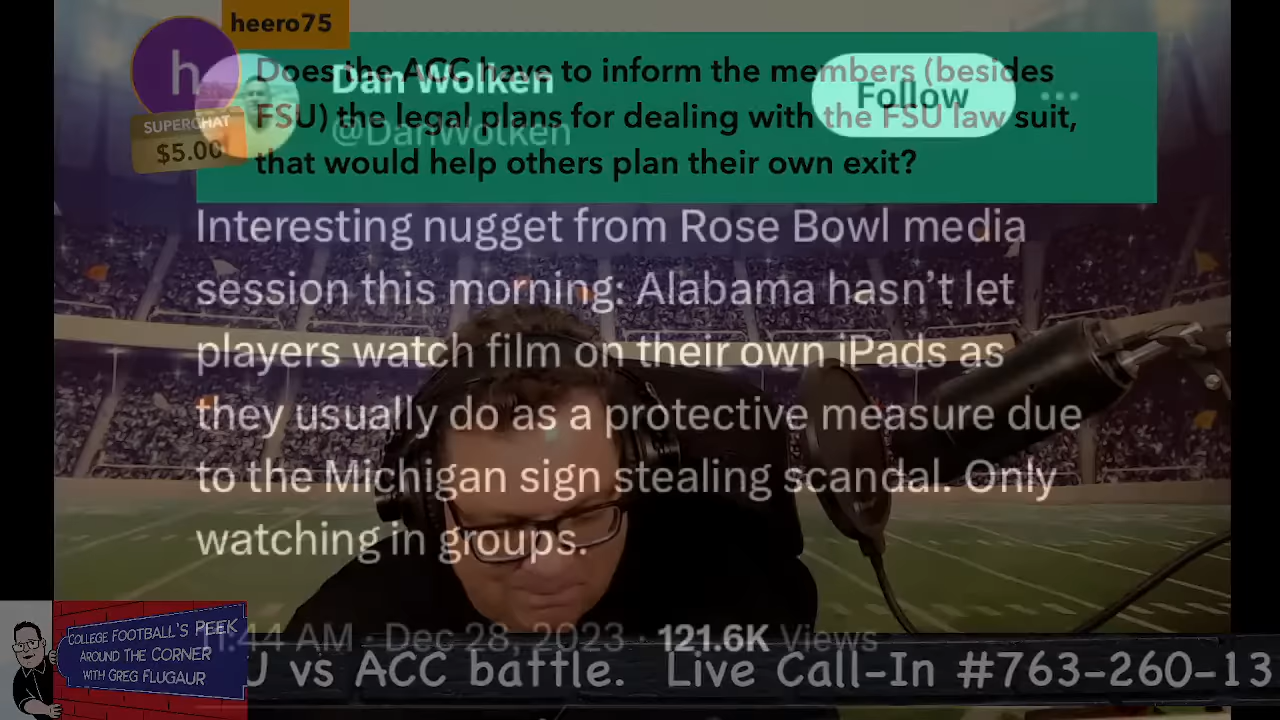 heero75
h
SUPERCHAT
$5.00
Does the ACC have to inform the members (besides
FSU) the legal plans for dealing with the FSU law suit,
that would help others plan their own exit?
Dan Wolken
@DanWolken
Follow
Interesting nugget from Rose Bowl media
session this morning: Alabama hasn't let
players watch film on their own iPads as
they usually do as a protective measure due
to the Michigan sign stealing scandal. Only
watching in groups.
11:44 AM · Dec 28, 2023 · 121.6K Views
COLLEGE FOOTBALL'S PEEK
AROUND THE CORNER
WITH GREG FLUGAUR
U vs ACC battle. Live Call-In #763-260-13